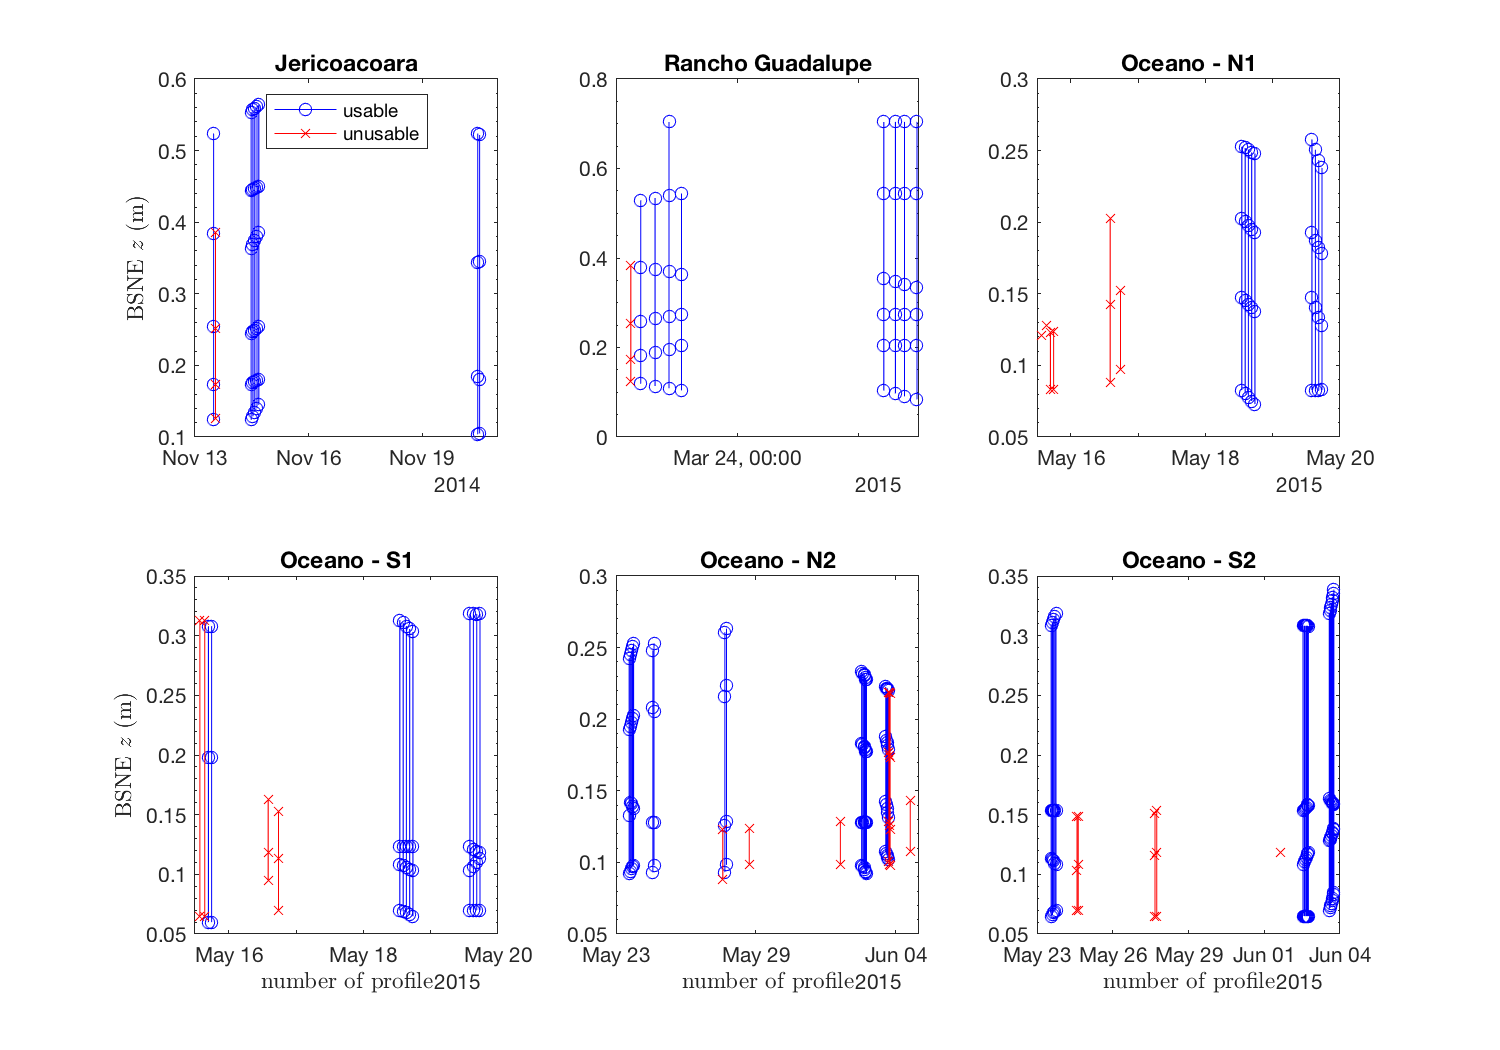 Jericoacoara
0.6
0.5
0.4
0.3
0.2
0.1
BSNE z (m)
usable
unusable
Nov 13 Nov 16 Nov 19
2014
Rancho Guadalupe
0.8
0.6
0.4
0.2
0
Mar 24, 00:00
2015
Oceano - N1
0.3
0.25
0.2
0.15
0.1
0.05
May 16 May 18 May 20
2015
Oceano - S1
0.35
0.3
0.25
0.2
0.15
0.1
0.05
BSNE z (m)
May 16 May 18 May 20
number of profile2015
Oceano - N2
0.3
0.25
0.2
0.15
0.1
0.05
May 23 May 29 Jun 04
number of profile2015
Oceano - S2
0.35
0.3
0.25
0.2
0.15
0.1
0.05
May 23 May 26 May 29 Jun 01 Jun 04
number of profile2015